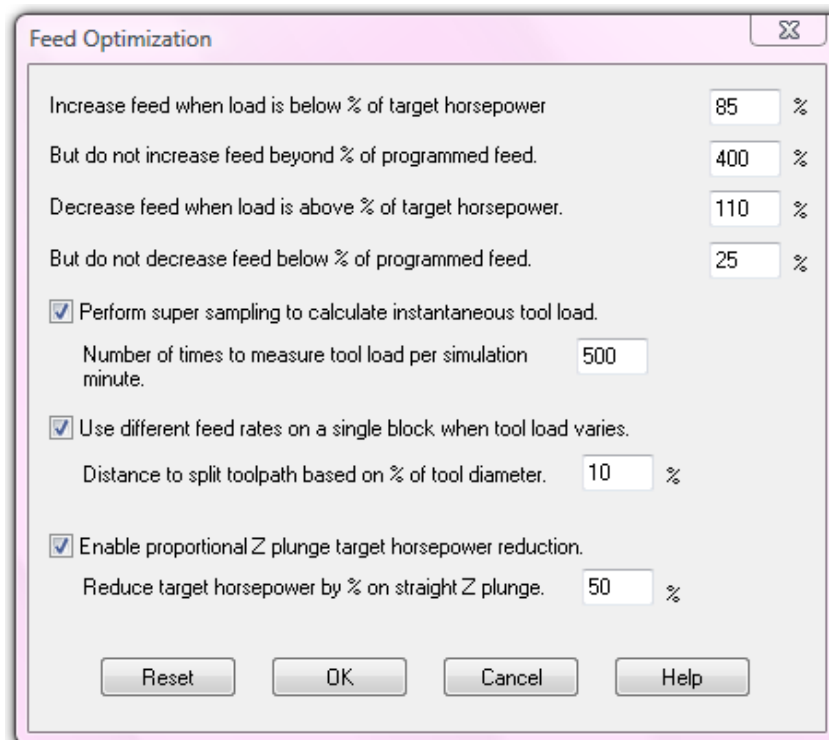 Feed Optimization
Increase feed when load is below % of target horsepower 85 %
But do not increase feed beyond % of programmed feed. 400 %
Decrease feed when load is above % of target horsepower. 110 %
But do not decrease feed below % of programmed feed. 25 %
Perform super sampling to calculate instantaneous tool load.
Number of times to measure tool load per simulation 500
minute.
Use different feed rates on a single block when tool load varies.
Distance to split toolpath based on % of tool diameter. 10 %
Enable proportional Z plunge target horsepower reduction.
Reduce target horsepower by % on straight Z plunge. 50 %
Reset OK Cancel Help